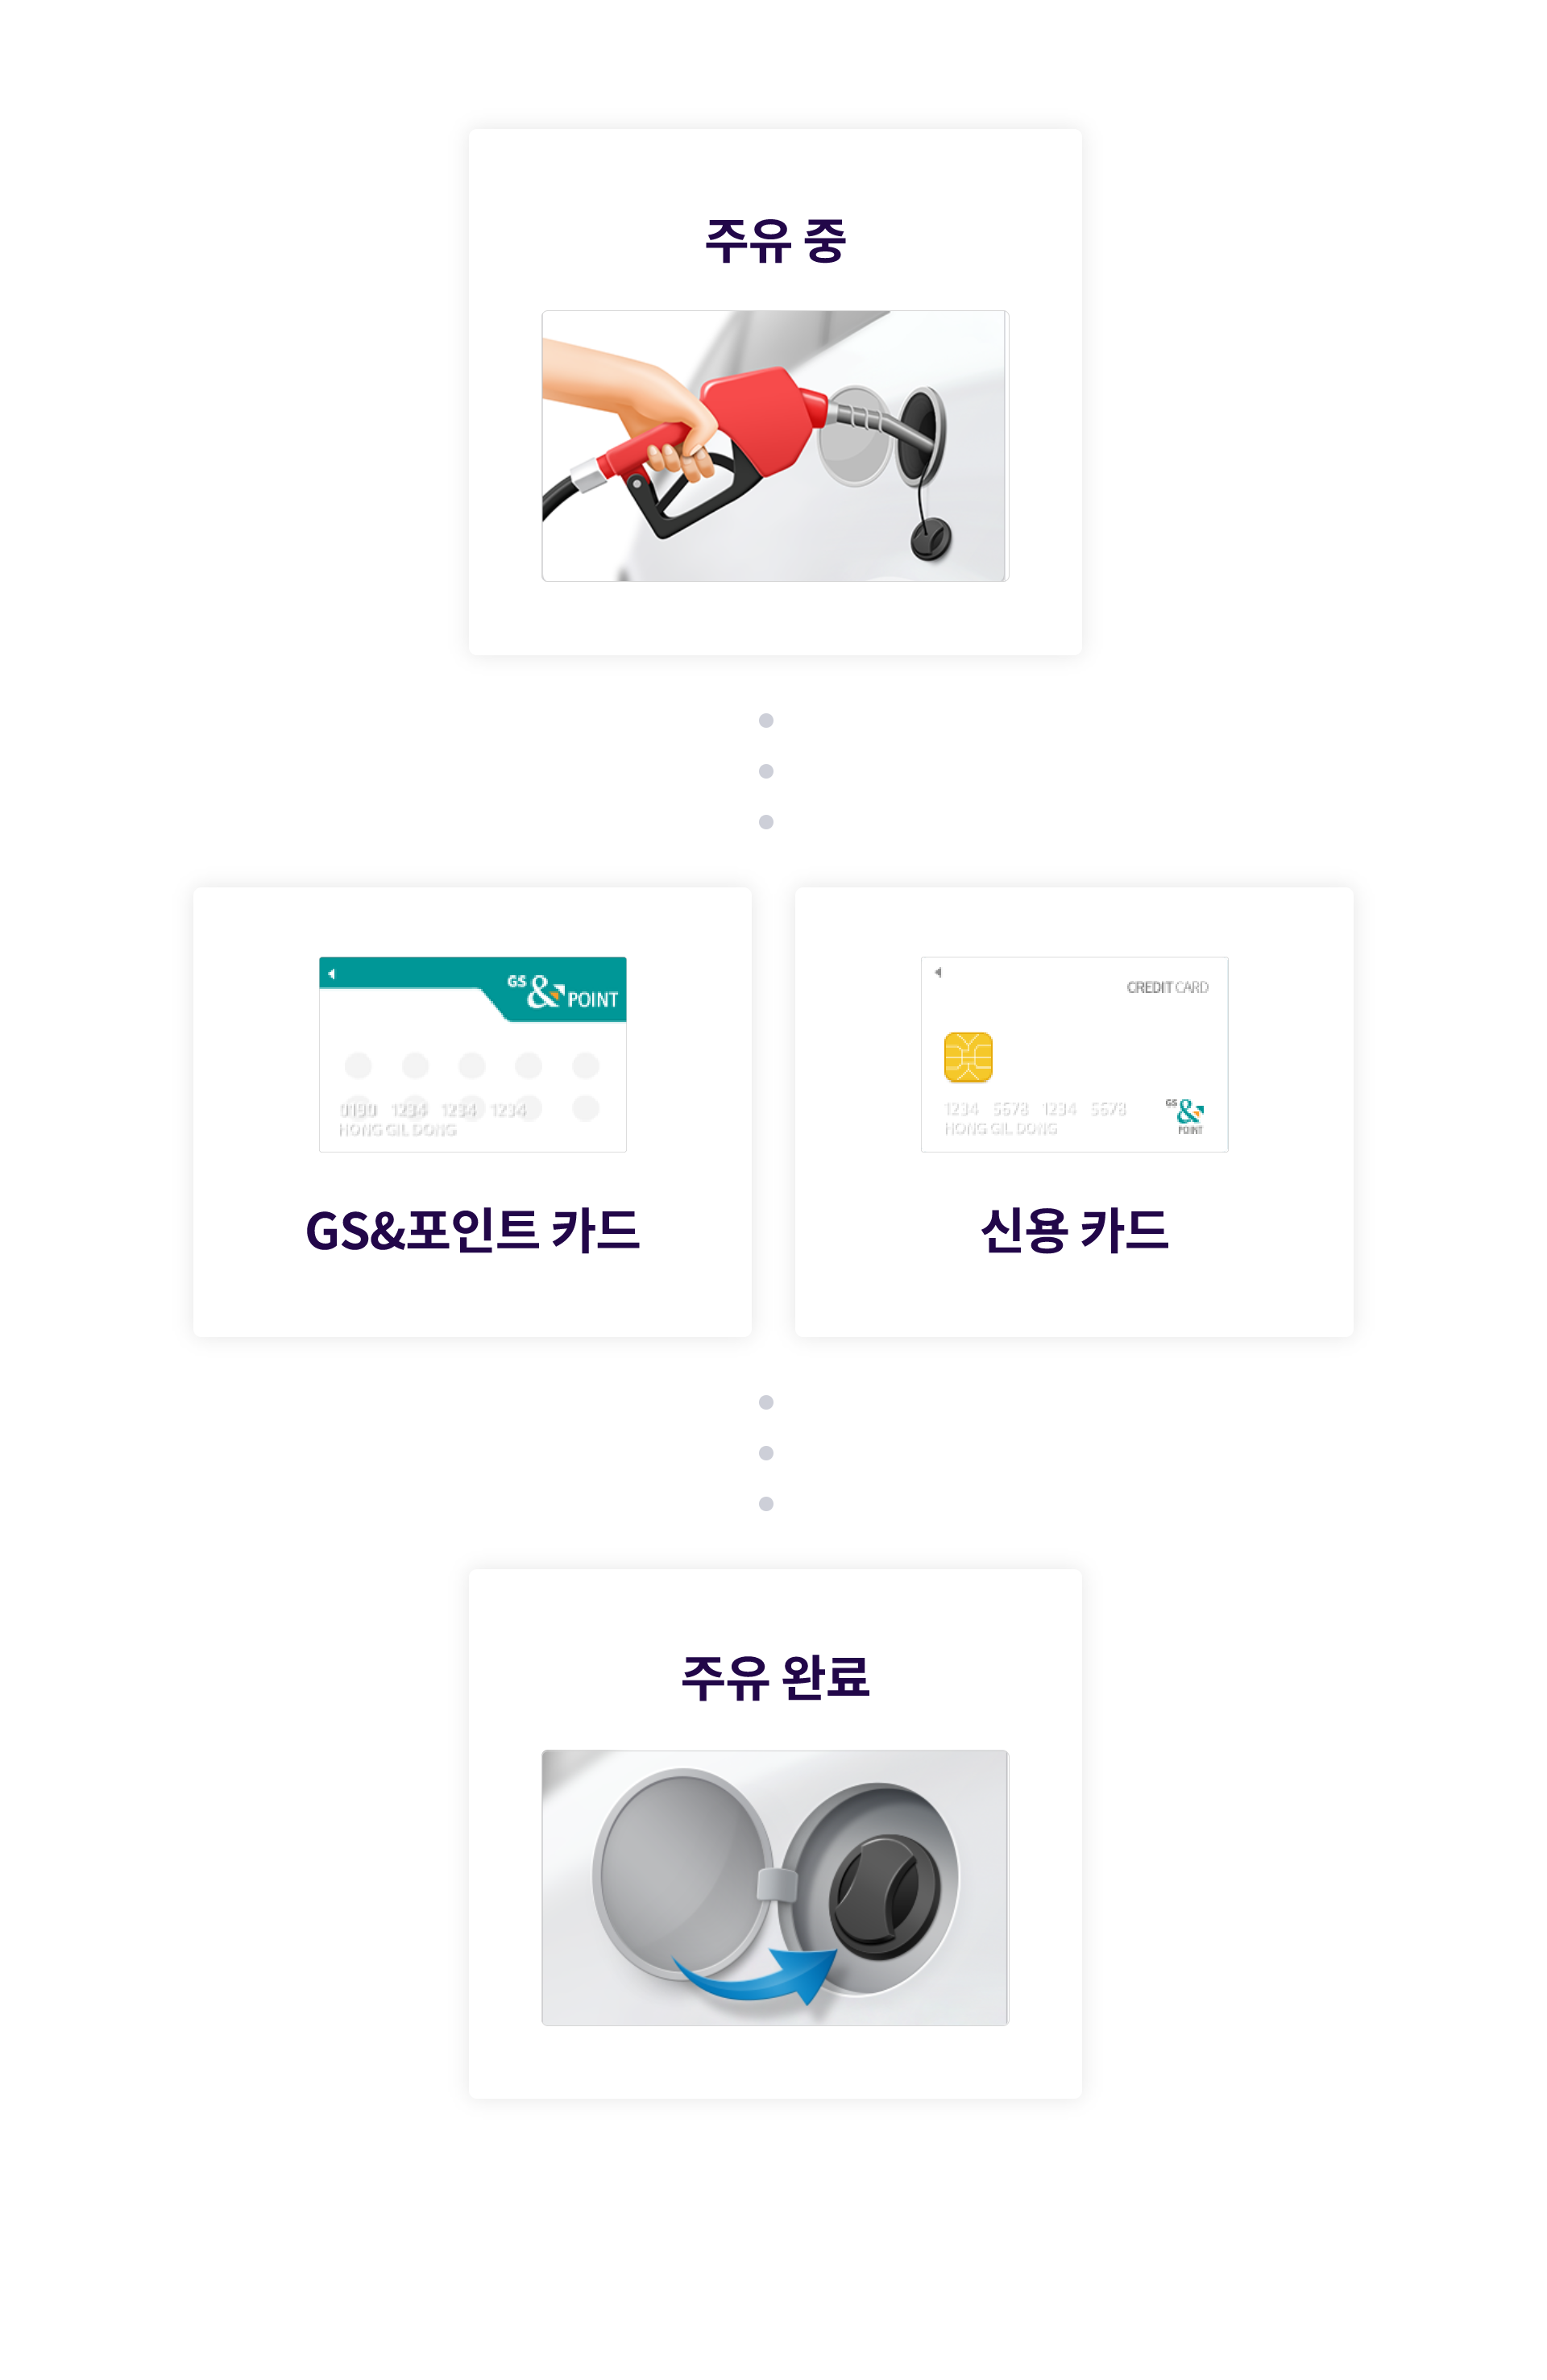 주유 중
GS& POINT
0190 1234 1234 1234
HONG GIL DONG
GS&포인트 카드
CREDIT CARD
1234 5678 1234 5678
HONG GIL DONG
GS&
POINT
신용 카드
주유 완료